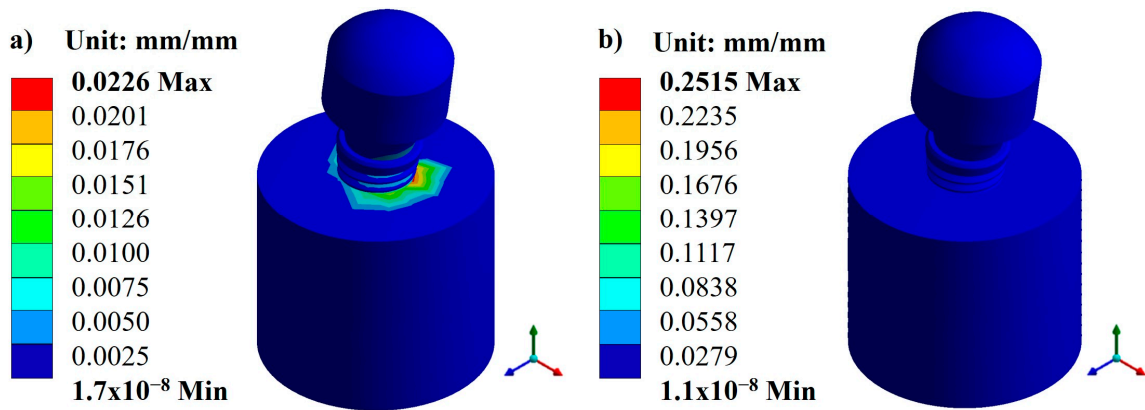 a) Unit: mm/mm
0.0226 Max
0.0201
0.0176
0.0151
0.0126
0.0100
0.0075
0.0050
0.0025
1.7x10⁻⁸ Min
b) Unit: mm/mm
0.2515 Max
0.2235
0.1956
0.1676
0.1397
0.1117
0.0838
0.0558
0.0279
1.1x10⁻⁸ Min